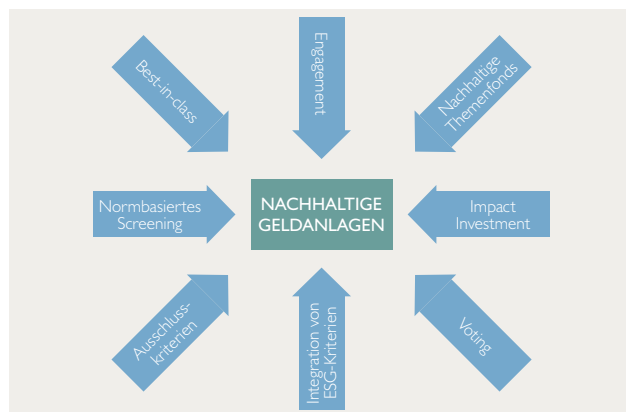 Best-in-class
Engagement
Nachhaltige
Themenfonds
Normbasiertes
Screening
NACHHALTIGE
GELDANLAGEN
Impact
Investment
Ausschluss-
kriterien
Integration von
ESG-Kriterien
Voting